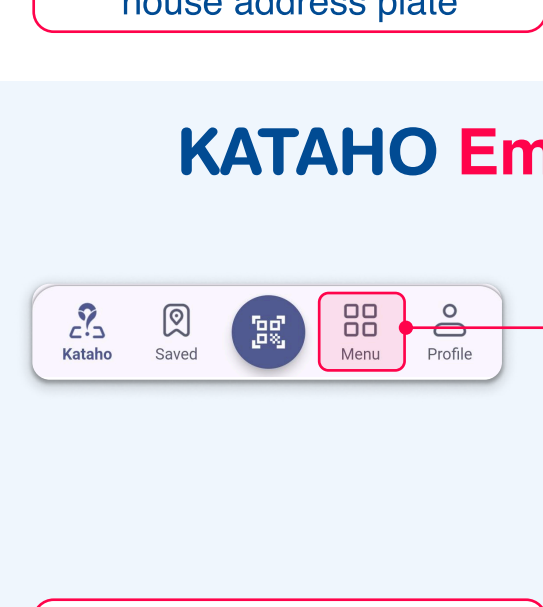 house address plate
KATAHO Em
Kataho
Saved
Menu
Profile